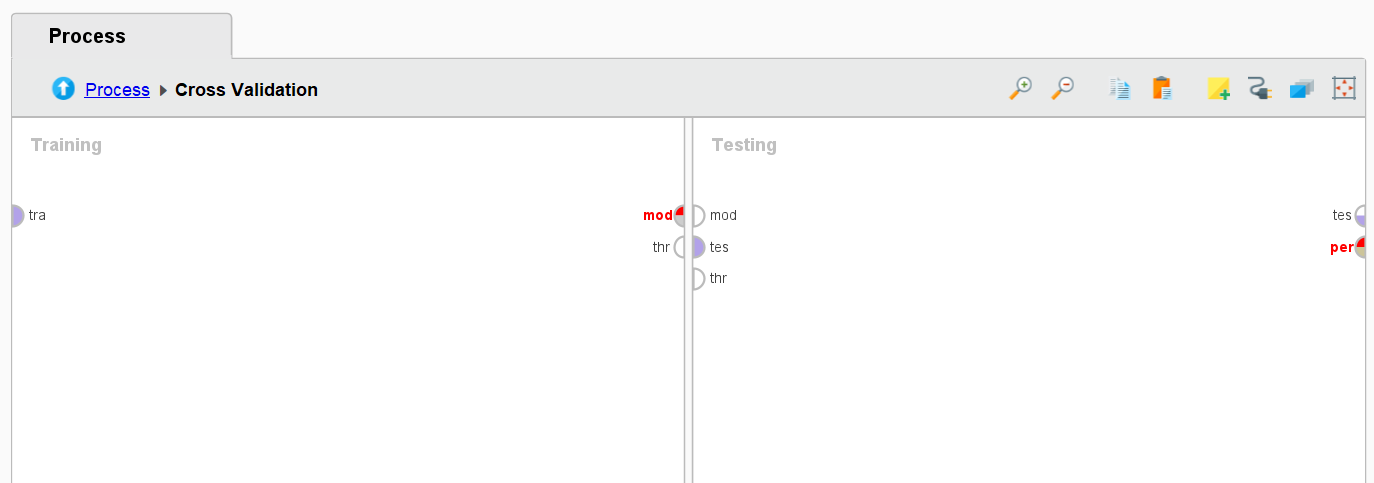 Process
Process Cross Validation
Training
Testing
tra
mod
mod
tes
thr
tes
per
thr